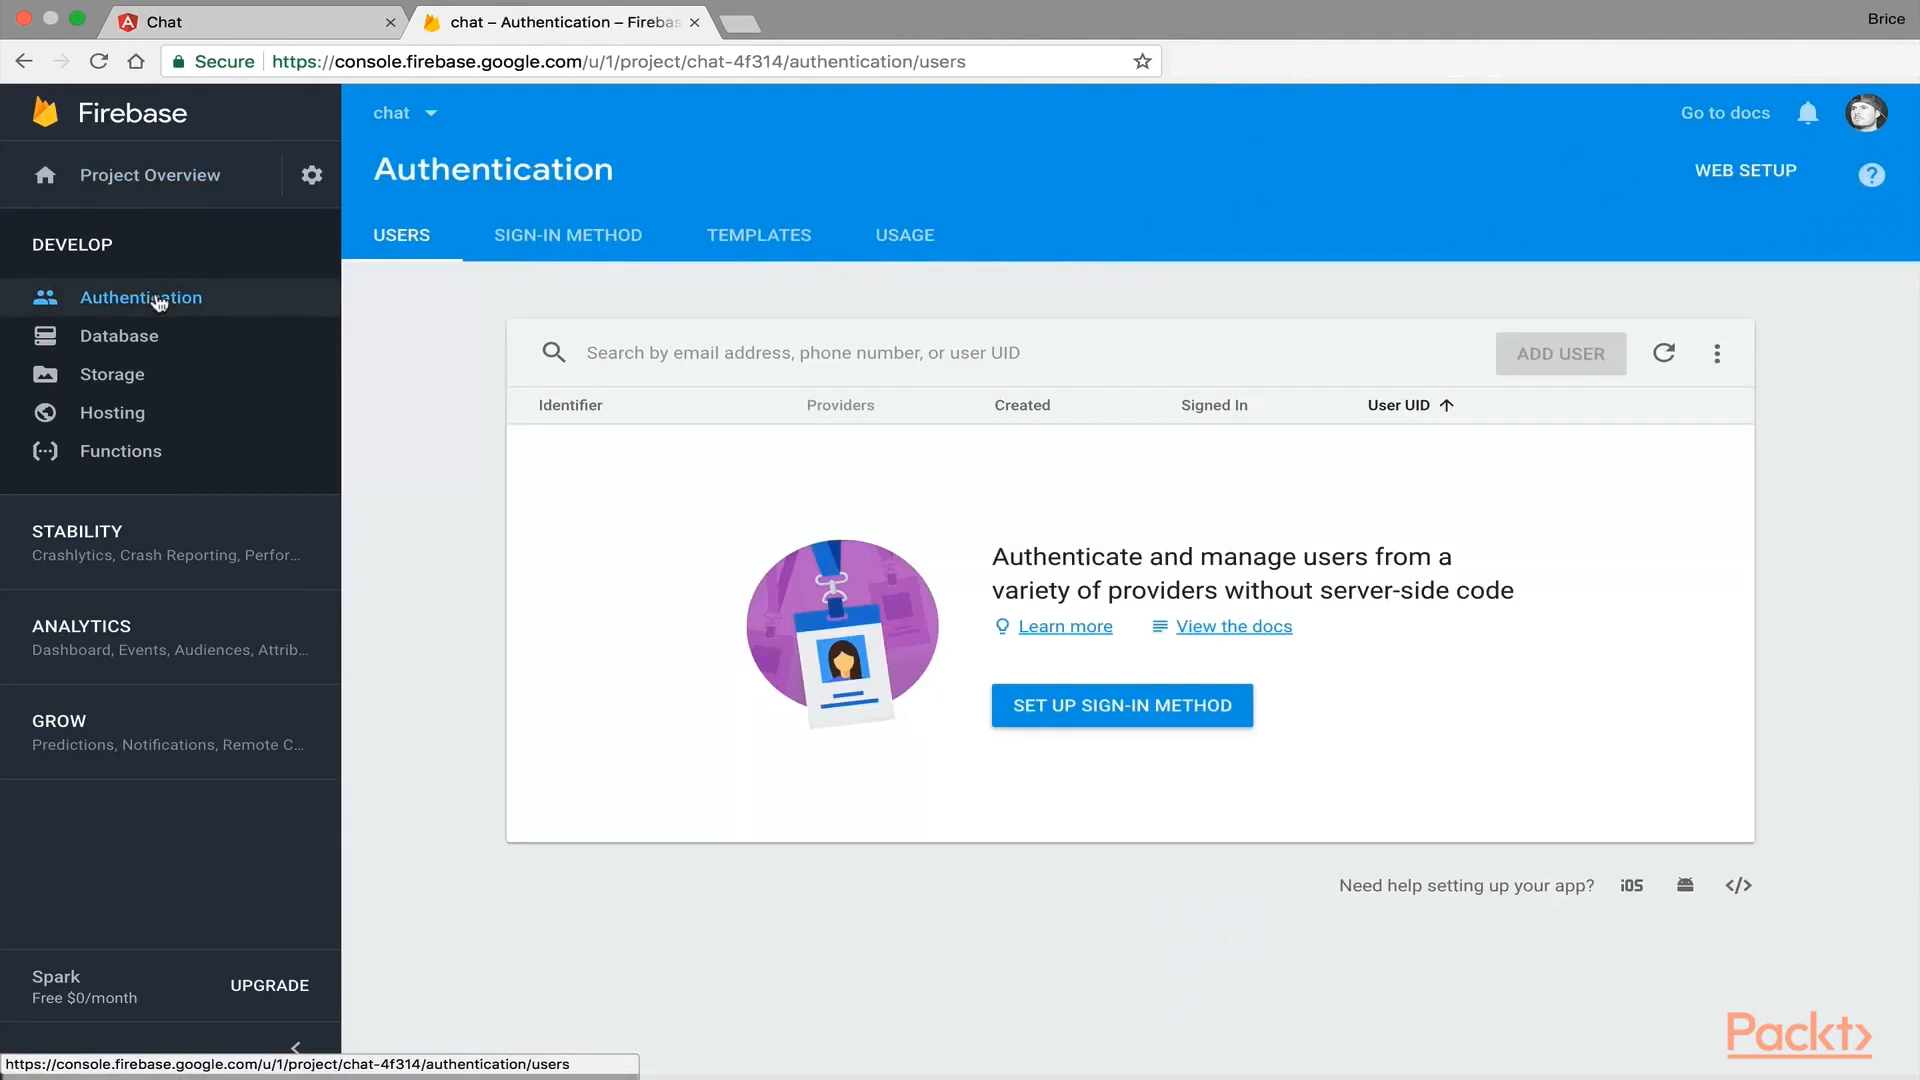 Chat
chat – Authentication – Firebas
Brice
Secure
https://console.firebase.google.com/u/1/project/chat-4f314/authentication/users
Firebase
chat
Go to docs
Project Overview
Authentication
WEB SETUP
?
USERS
SIGN-IN METHOD
TEMPLATES
USAGE
DEVELOP
Authentication
Database
Storage
Hosting
Functions
Search by email address, phone number, or user UID
ADD USER
Identifier
Providers
Created
Signed In
User UID
STABILITY
Crashlytics, Crash Reporting, Perfor...
ANALYTICS
Dashboard, Events, Audiences, Attrib...
GROW
Predictions, Notifications, Remote C...
Authenticate and manage users from a
variety of providers without server-side code
Learn more
View the docs
SET UP SIGN-IN METHOD
Need help setting up your app?
iOS
Spark
Free $0/month
UPGRADE
https://console.firebase.google.com/u/1/project/chat-4f314/authentication/users
Packt>